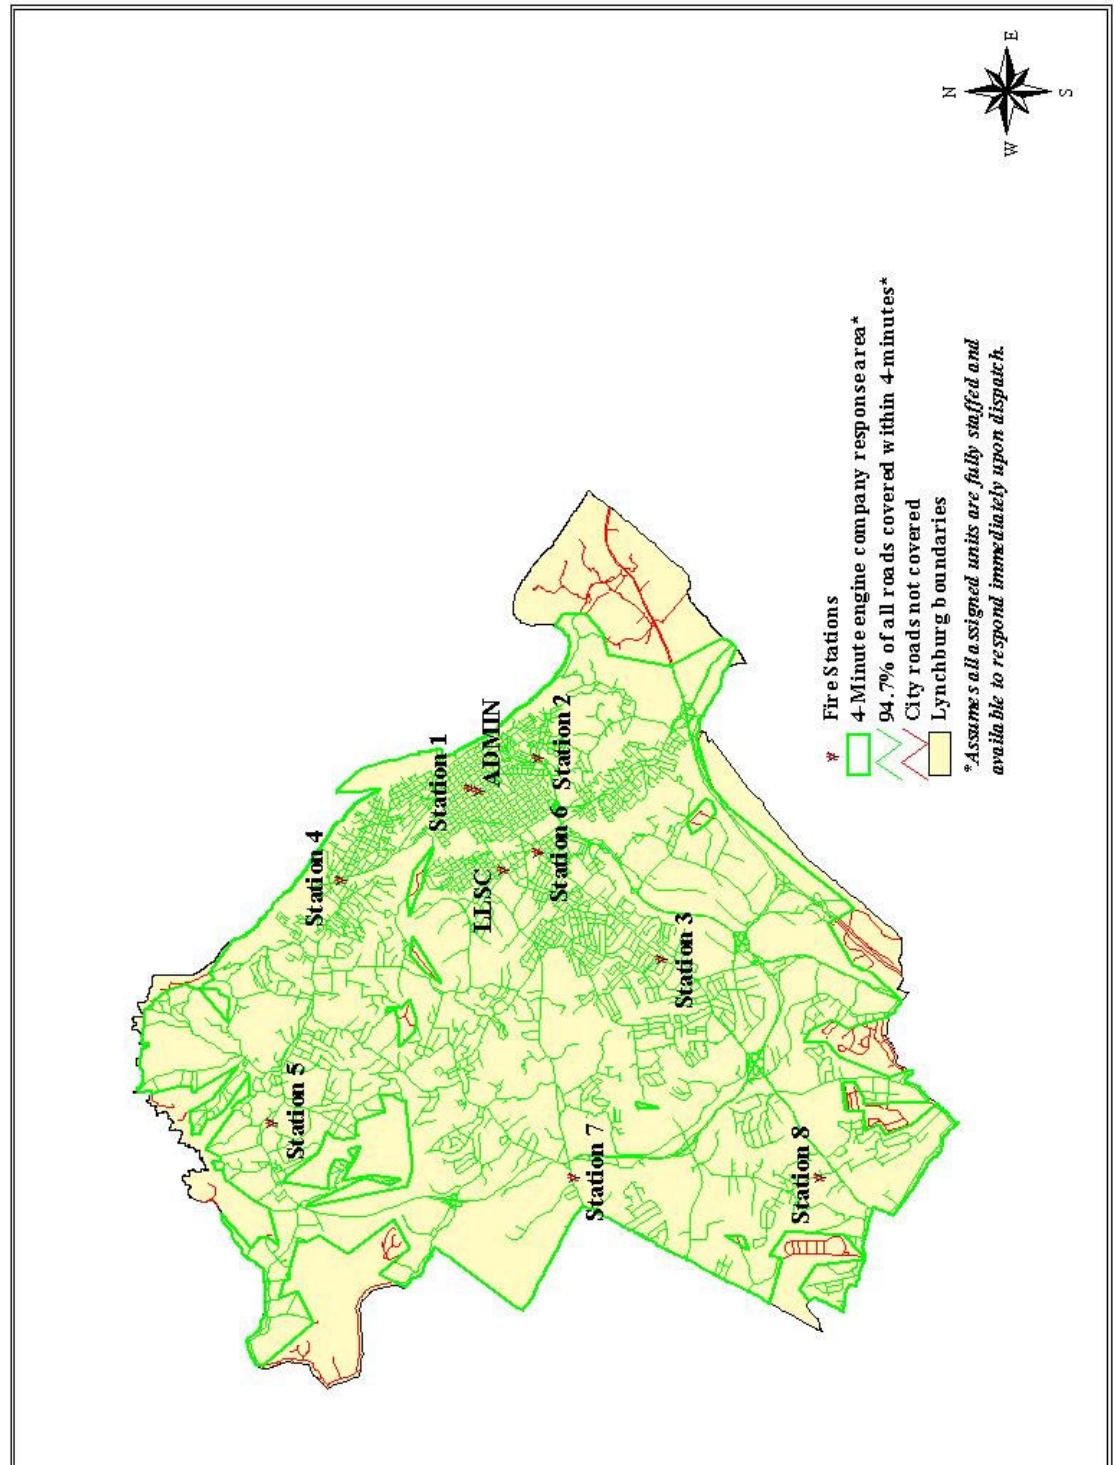 N
E
W
S
Station 4
Station 1
ADMIN
Station 5
LLSC
Station 2
Station 6
Station 3
Station 7
Station 8
Fire Stations
4-Minute engine company response area*
94.7% of all roads covered within 4-minutes*
City roads not covered
Lynchburg boundaries
*Assumes all assigned units are fully staffed and
available to respond immediately upon dispatch.